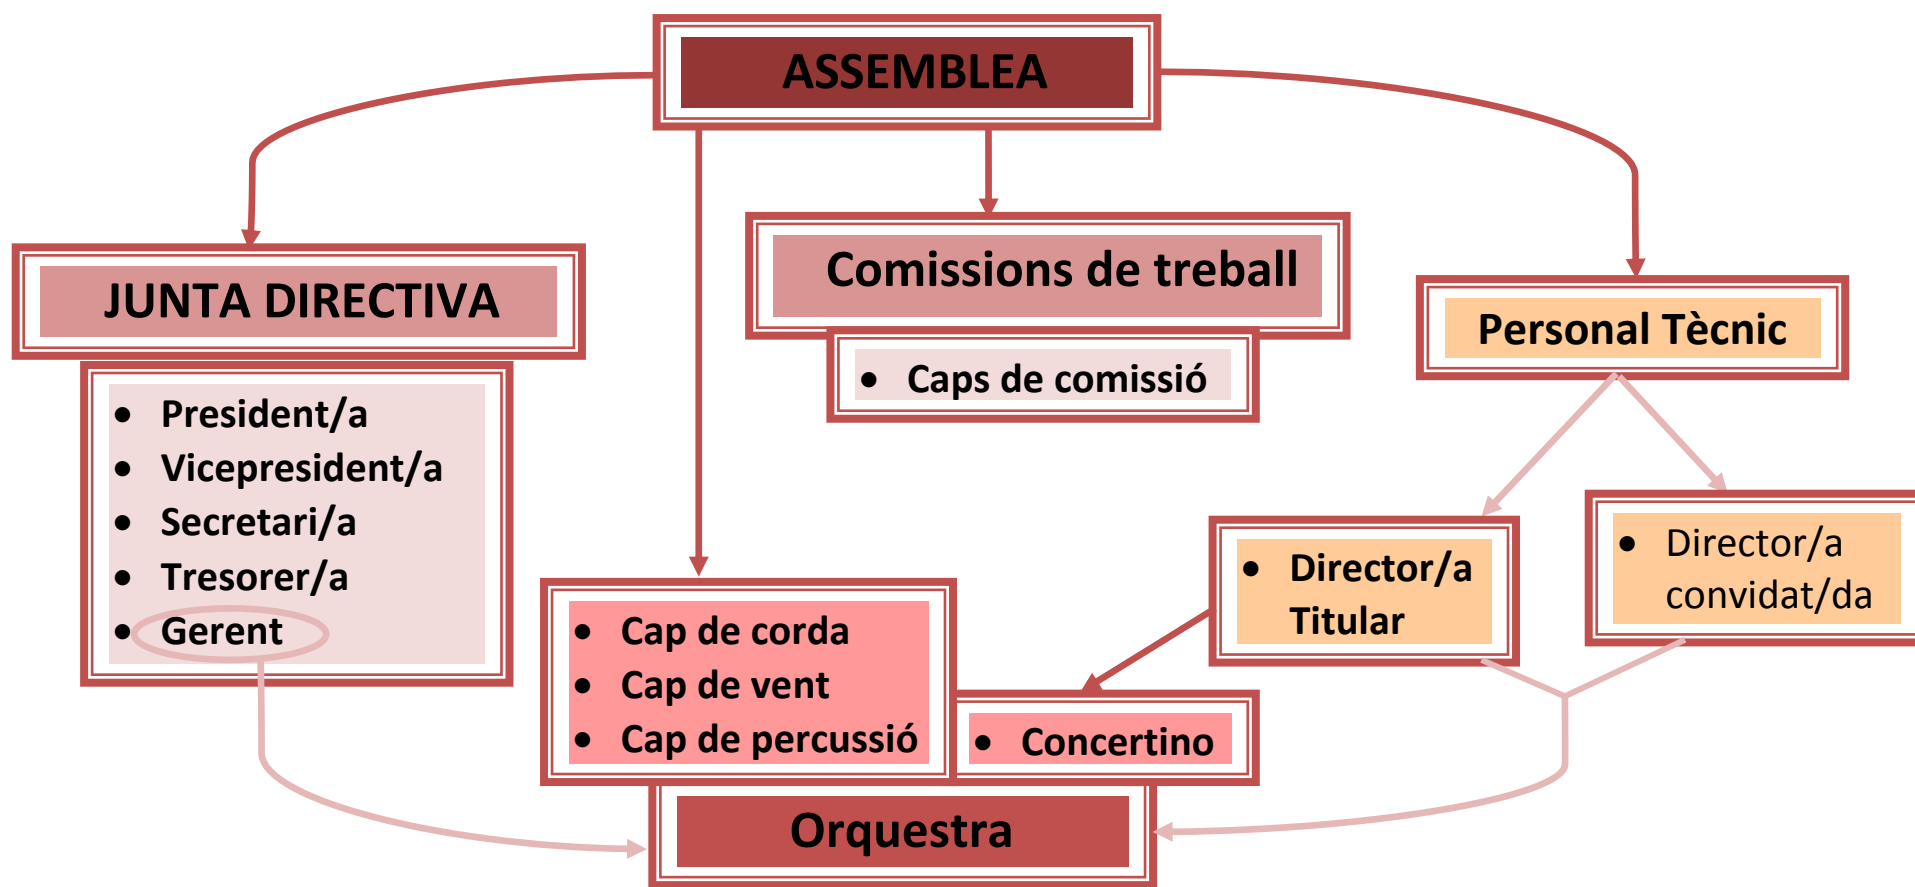 ASSEMBLEA
JUNTA DIRECTIVA
• President/a
• Vicepresident/a
• Secretari/a
• Tresorer/a
• Gerent
Comissions de treball
• Caps de comissió
Personal Tècnic
• Director/a
Titular
• Director/a
convidat/da
• Cap de corda
• Cap de vent
• Cap de percussió
• Concertino
Orquestra